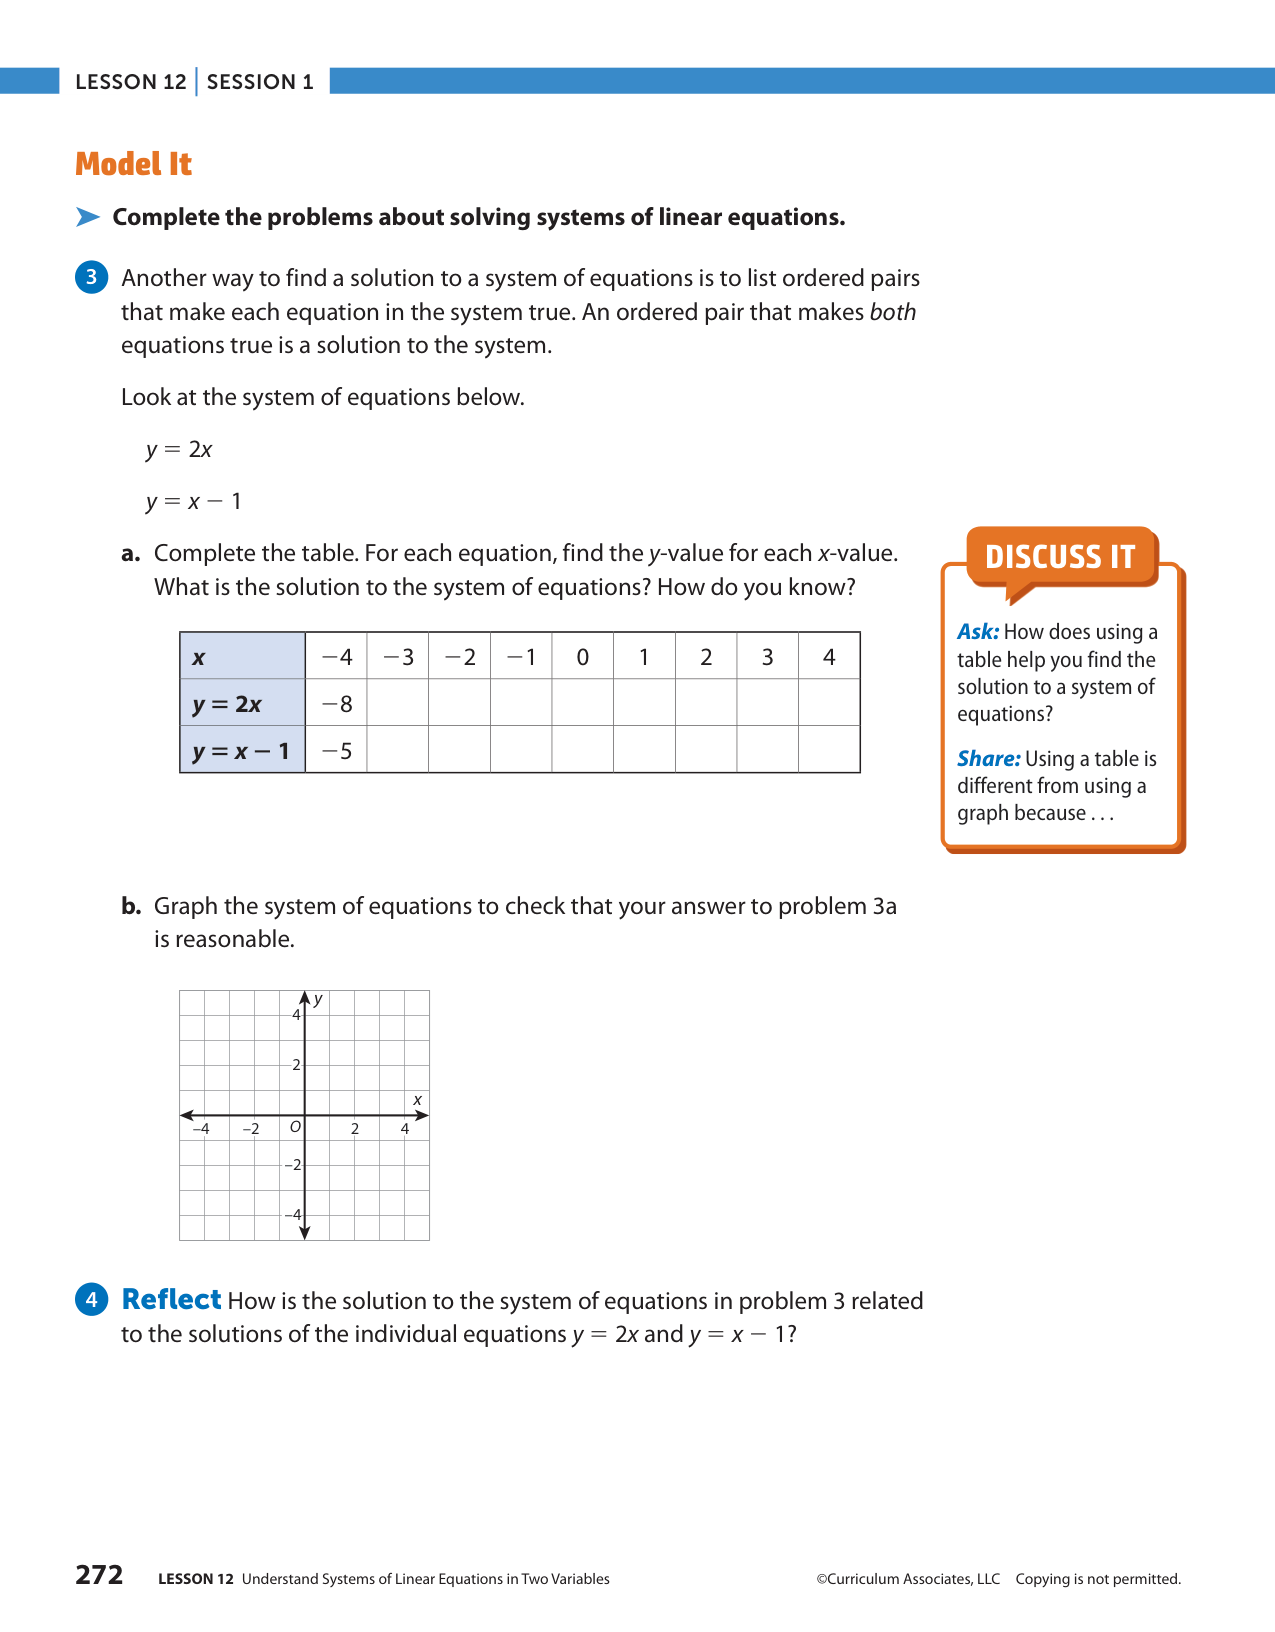 LESSON 12 | SESSION 1
Model It
➤ Complete the problems about solving systems of linear equations.
3 Another way to find a solution to a system of equations is to list ordered pairs
that make each equation in the system true. An ordered pair that makes both
equations true is a solution to the system.
Look at the system of equations below.
y = 2x
y = x − 1
a. Complete the table. For each equation, find the y-value for each x-value.
What is the solution to the system of equations? How do you know?
x −4 −3 −2 −1 0 1 2 3 4
y = 2x −8
y = x − 1 −5
DISCUSS IT
Ask: How does using a
table help you find the
solution to a system of
equations?
Share: Using a table is
different from using a
graph because . . .
b. Graph the system of equations to check that your answer to problem 3a
is reasonable.
y
4
2
x
–4 –2 O 2 4
–2
–4
4 Reflect How is the solution to the system of equations in problem 3 related
to the solutions of the individual equations y = 2x and y = x − 1?
272 LESSON 12 Understand Systems of Linear Equations in Two Variables ©Curriculum Associates, LLC Copying is not permitted.